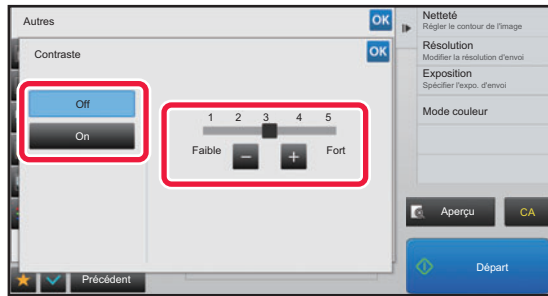 Autres
OK
Contraste
OK
Off
On
1 2 3 4 5
Faible
−
+
Fort
Précédent
Netteté
Régler le contour de l'image
Résolution
Modifier la résolution d'envoi
Exposition
Spécifier l'expo. d'envoi
Mode couleur
Aperçu
CA
Départ